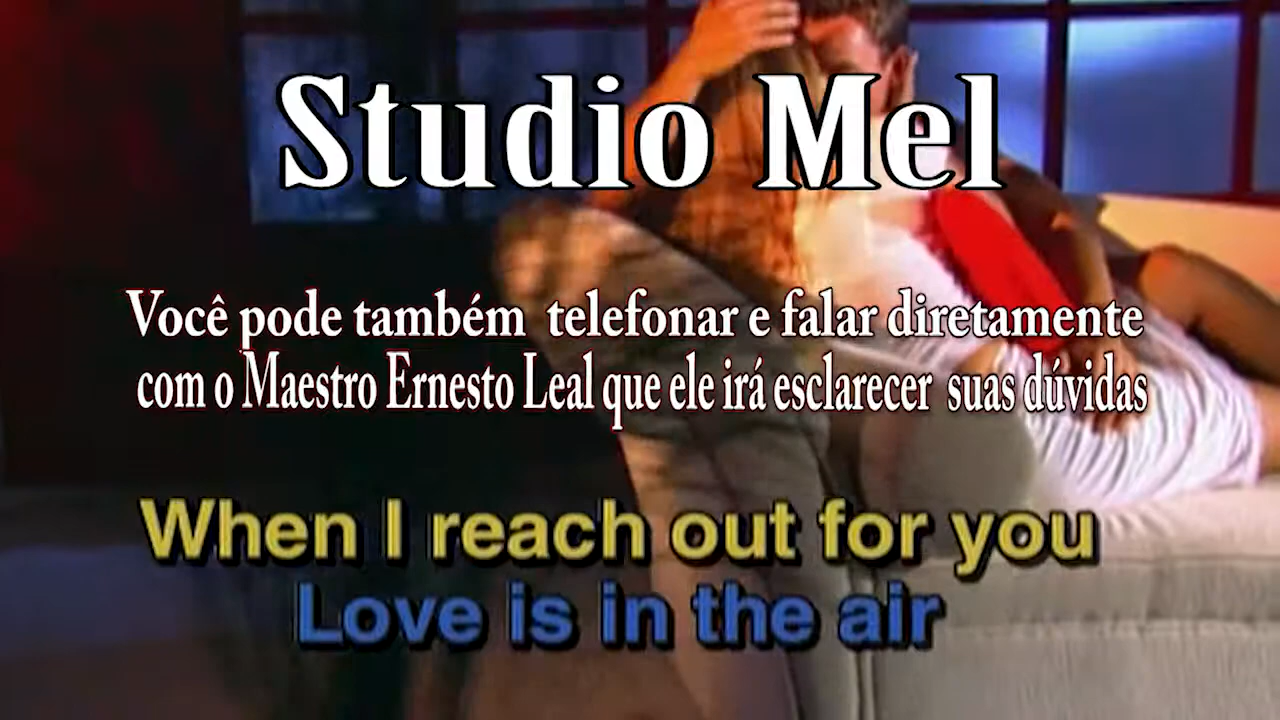 Studio Mel
Você pode também telefonar e falar diretamente
com o Maestro Ernesto Leal que ele irá esclarecer suas dúvidas
When I reach out for you
Love is in the air